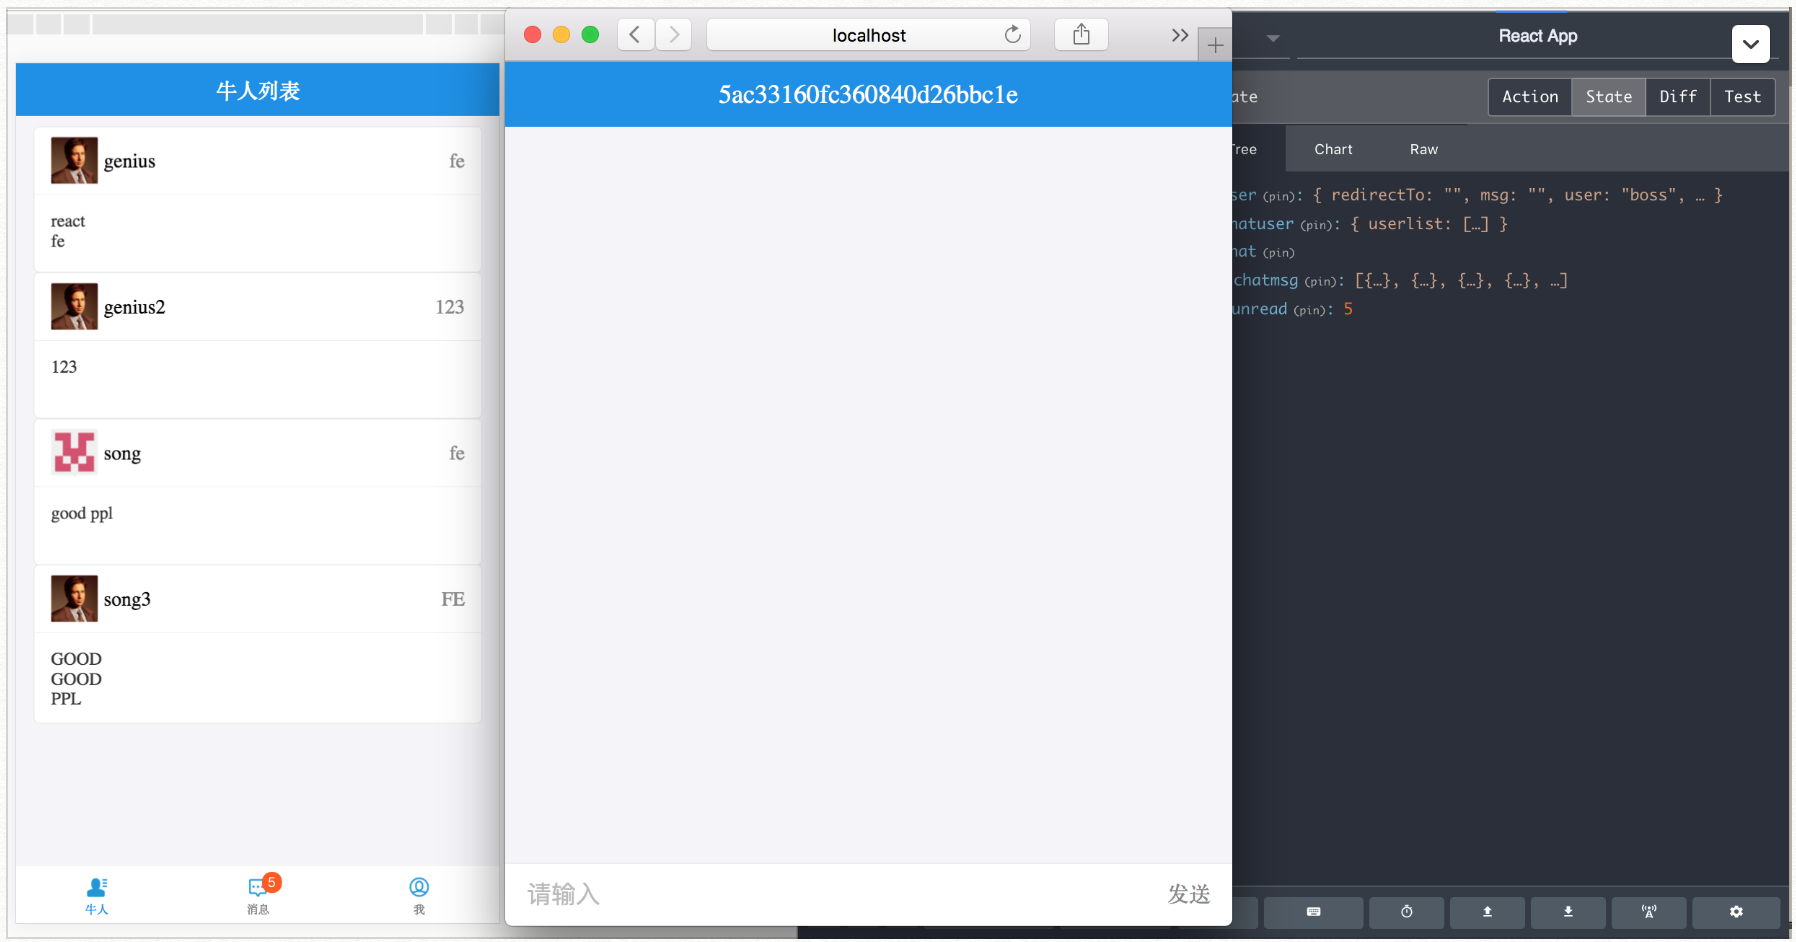 牛人列表
genius
fe
react
fe
genius2
123
123
song
fe
good ppl
song3
FE
GOOD
GOOD
PPL
5
牛人
消息
我
localhost
5ac33160fc360840d26bbc1e
请输入
发送
React App
ate
Action State Diff Test
Tree Chart Raw
ser (pin): { redirectTo: "", msg: "", user: "boss", … }
hatuser (pin): { userlist: […] }
hat (pin)
chatmsg (pin): [{…}, {…}, {…}, {…}, …]
unread (pin): 5